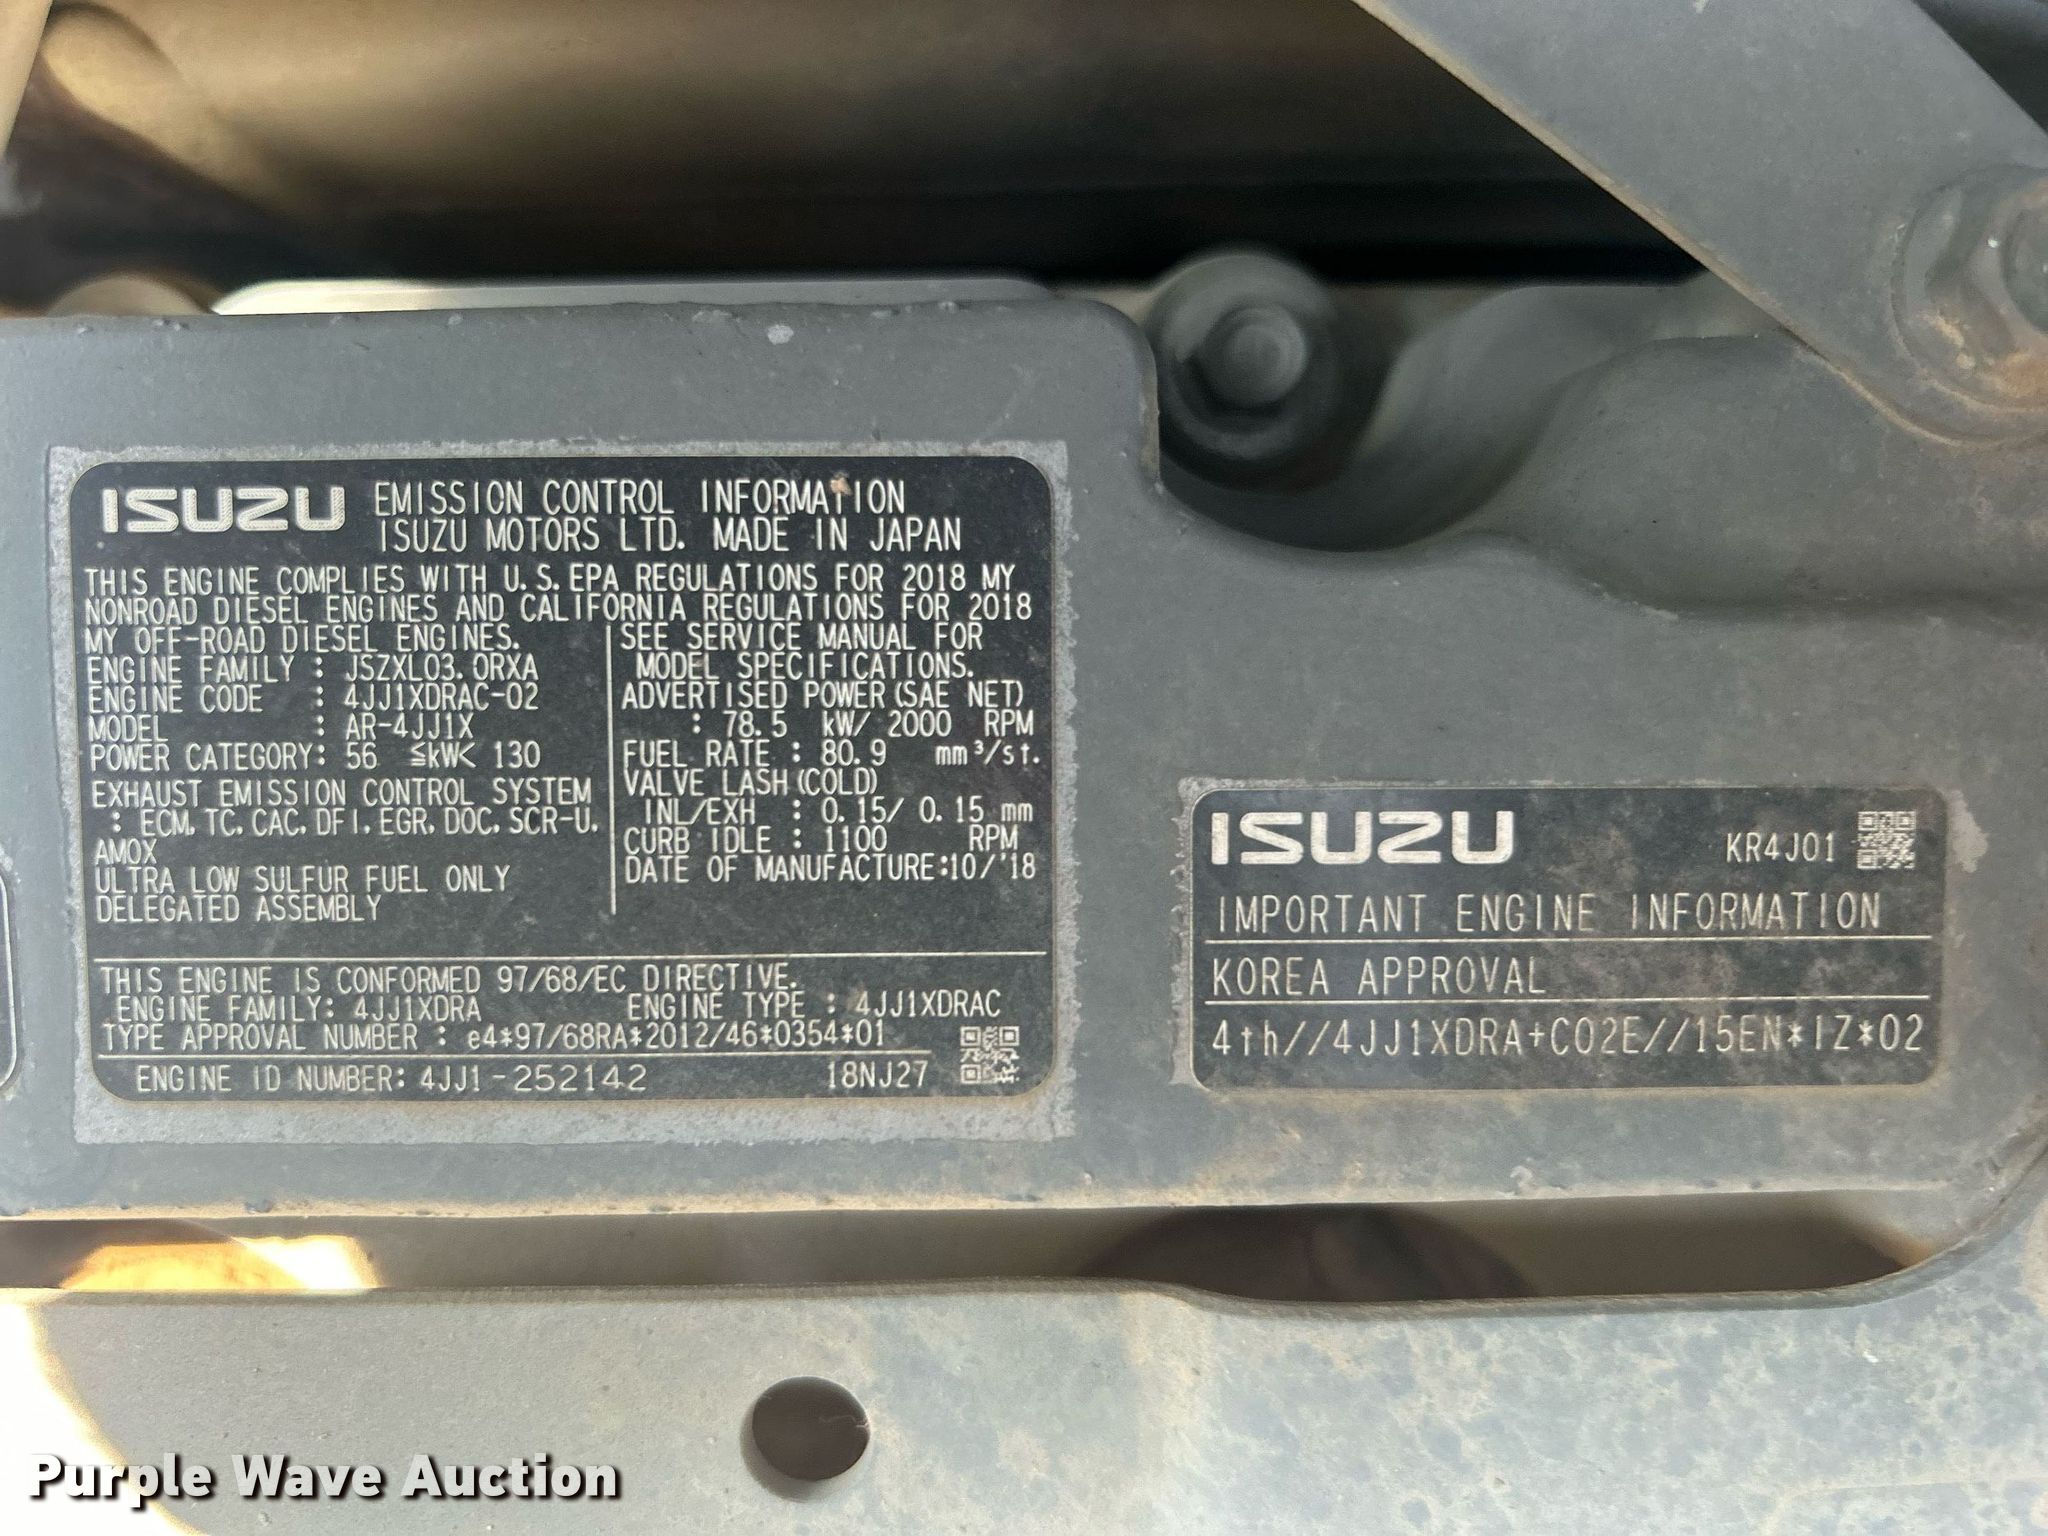 ISUZU EMISSION CONTROL INFORMATION
ISUZU MOTORS LTD. MADE IN JAPAN
THIS ENGINE COMPLIES WITH U.S.EPA REGULATIONS FOR 2018 MY
NONROAD DIESEL ENGINES AND CALIFORNIA REGULATIONS FOR 2018
MY OFF-ROAD DIESEL ENGINES.
ENGINE FAMILY : JSZXL03.0RXA
ENGINE CODE : 4JJ1XDRAC-02
MODEL : AR-4JJ1X
POWER CATEGORY: 56 ≦kW< 130
EXHAUST EMISSION CONTROL SYSTEM
: ECM, TC, CAC, DFI, EGR, DOC, SCR-U,
AMOX
ULTRA LOW SULFUR FUEL ONLY
DELEGATED ASSEMBLY
SEE SERVICE MANUAL FOR
MODEL SPECIFICATIONS.
ADVERTISED POWER(SAE NET)
: 78.5 kW/ 2000 RPM
FUEL RATE : 80.9 mm³/st.
VALVE LASH(COLD)
INL/EXH : 0.15/ 0.15 mm
CURB IDLE : 1100 RPM
DATE OF MANUFACTURE:10/'18
THIS ENGINE IS CONFORMED 97/68/EC DIRECTIVE.
ENGINE FAMILY: 4JJ1XDRA ENGINE TYPE : 4JJ1XDRAC
TYPE APPROVAL NUMBER : e4*97/68RA*2012/46*0354*01
ENGINE ID NUMBER: 4JJ1-252142 18NJ27
ISUZU KR4J01
IMPORTANT ENGINE INFORMATION
KOREA APPROVAL
4th//4JJ1XDRA+CO2E//15EN*IZ*02
Purple Wave Auction